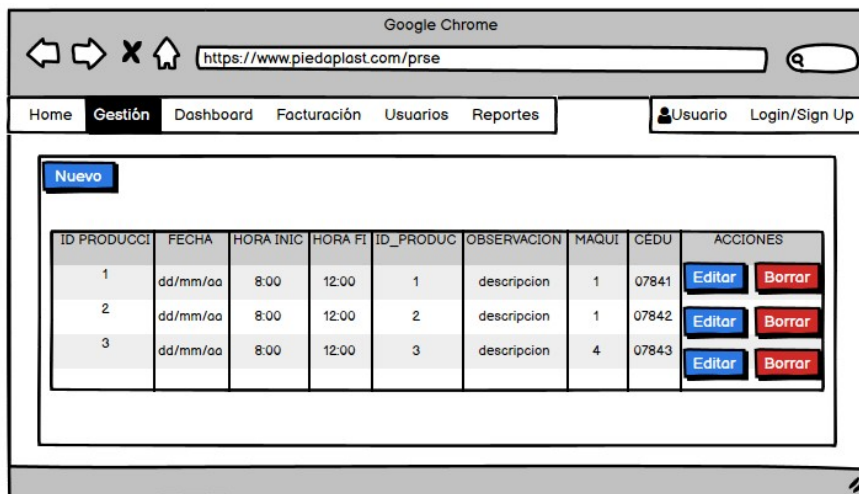 Google Chrome
https://www.piedaplast.com/prse
Home Gestión Dashboard Facturación Usuarios Reportes Usuario Login/Sign Up
Nuevo
ID PRODUCCI FECHA HORA INIC HORA FI ID_PRODUC OBSERVACION MAQUI CÉDU ACCIONES
1 dd/mm/aa 8:00 12:00 1 descripcion 1 07841 Editar Borrar
2 dd/mm/aa 8:00 12:00 2 descripcion 1 07842 Editar Borrar
3 dd/mm/aa 8:00 12:00 3 descripcion 4 07843 Editar Borrar